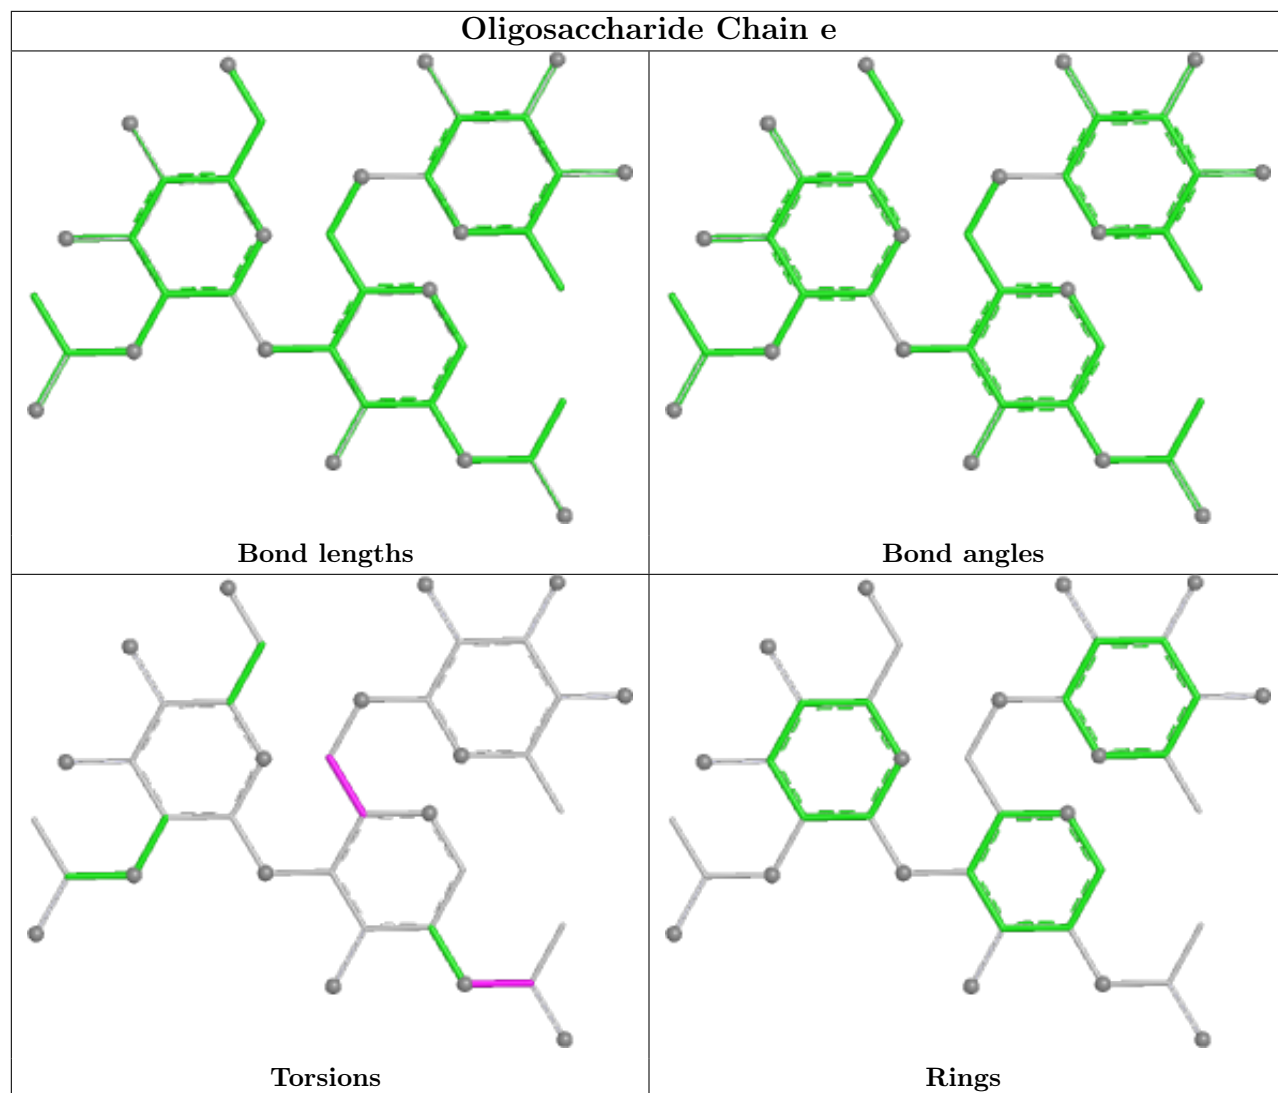 Oligosaccharide Chain e
Bond lengths
Bond angles
Torsions
Rings